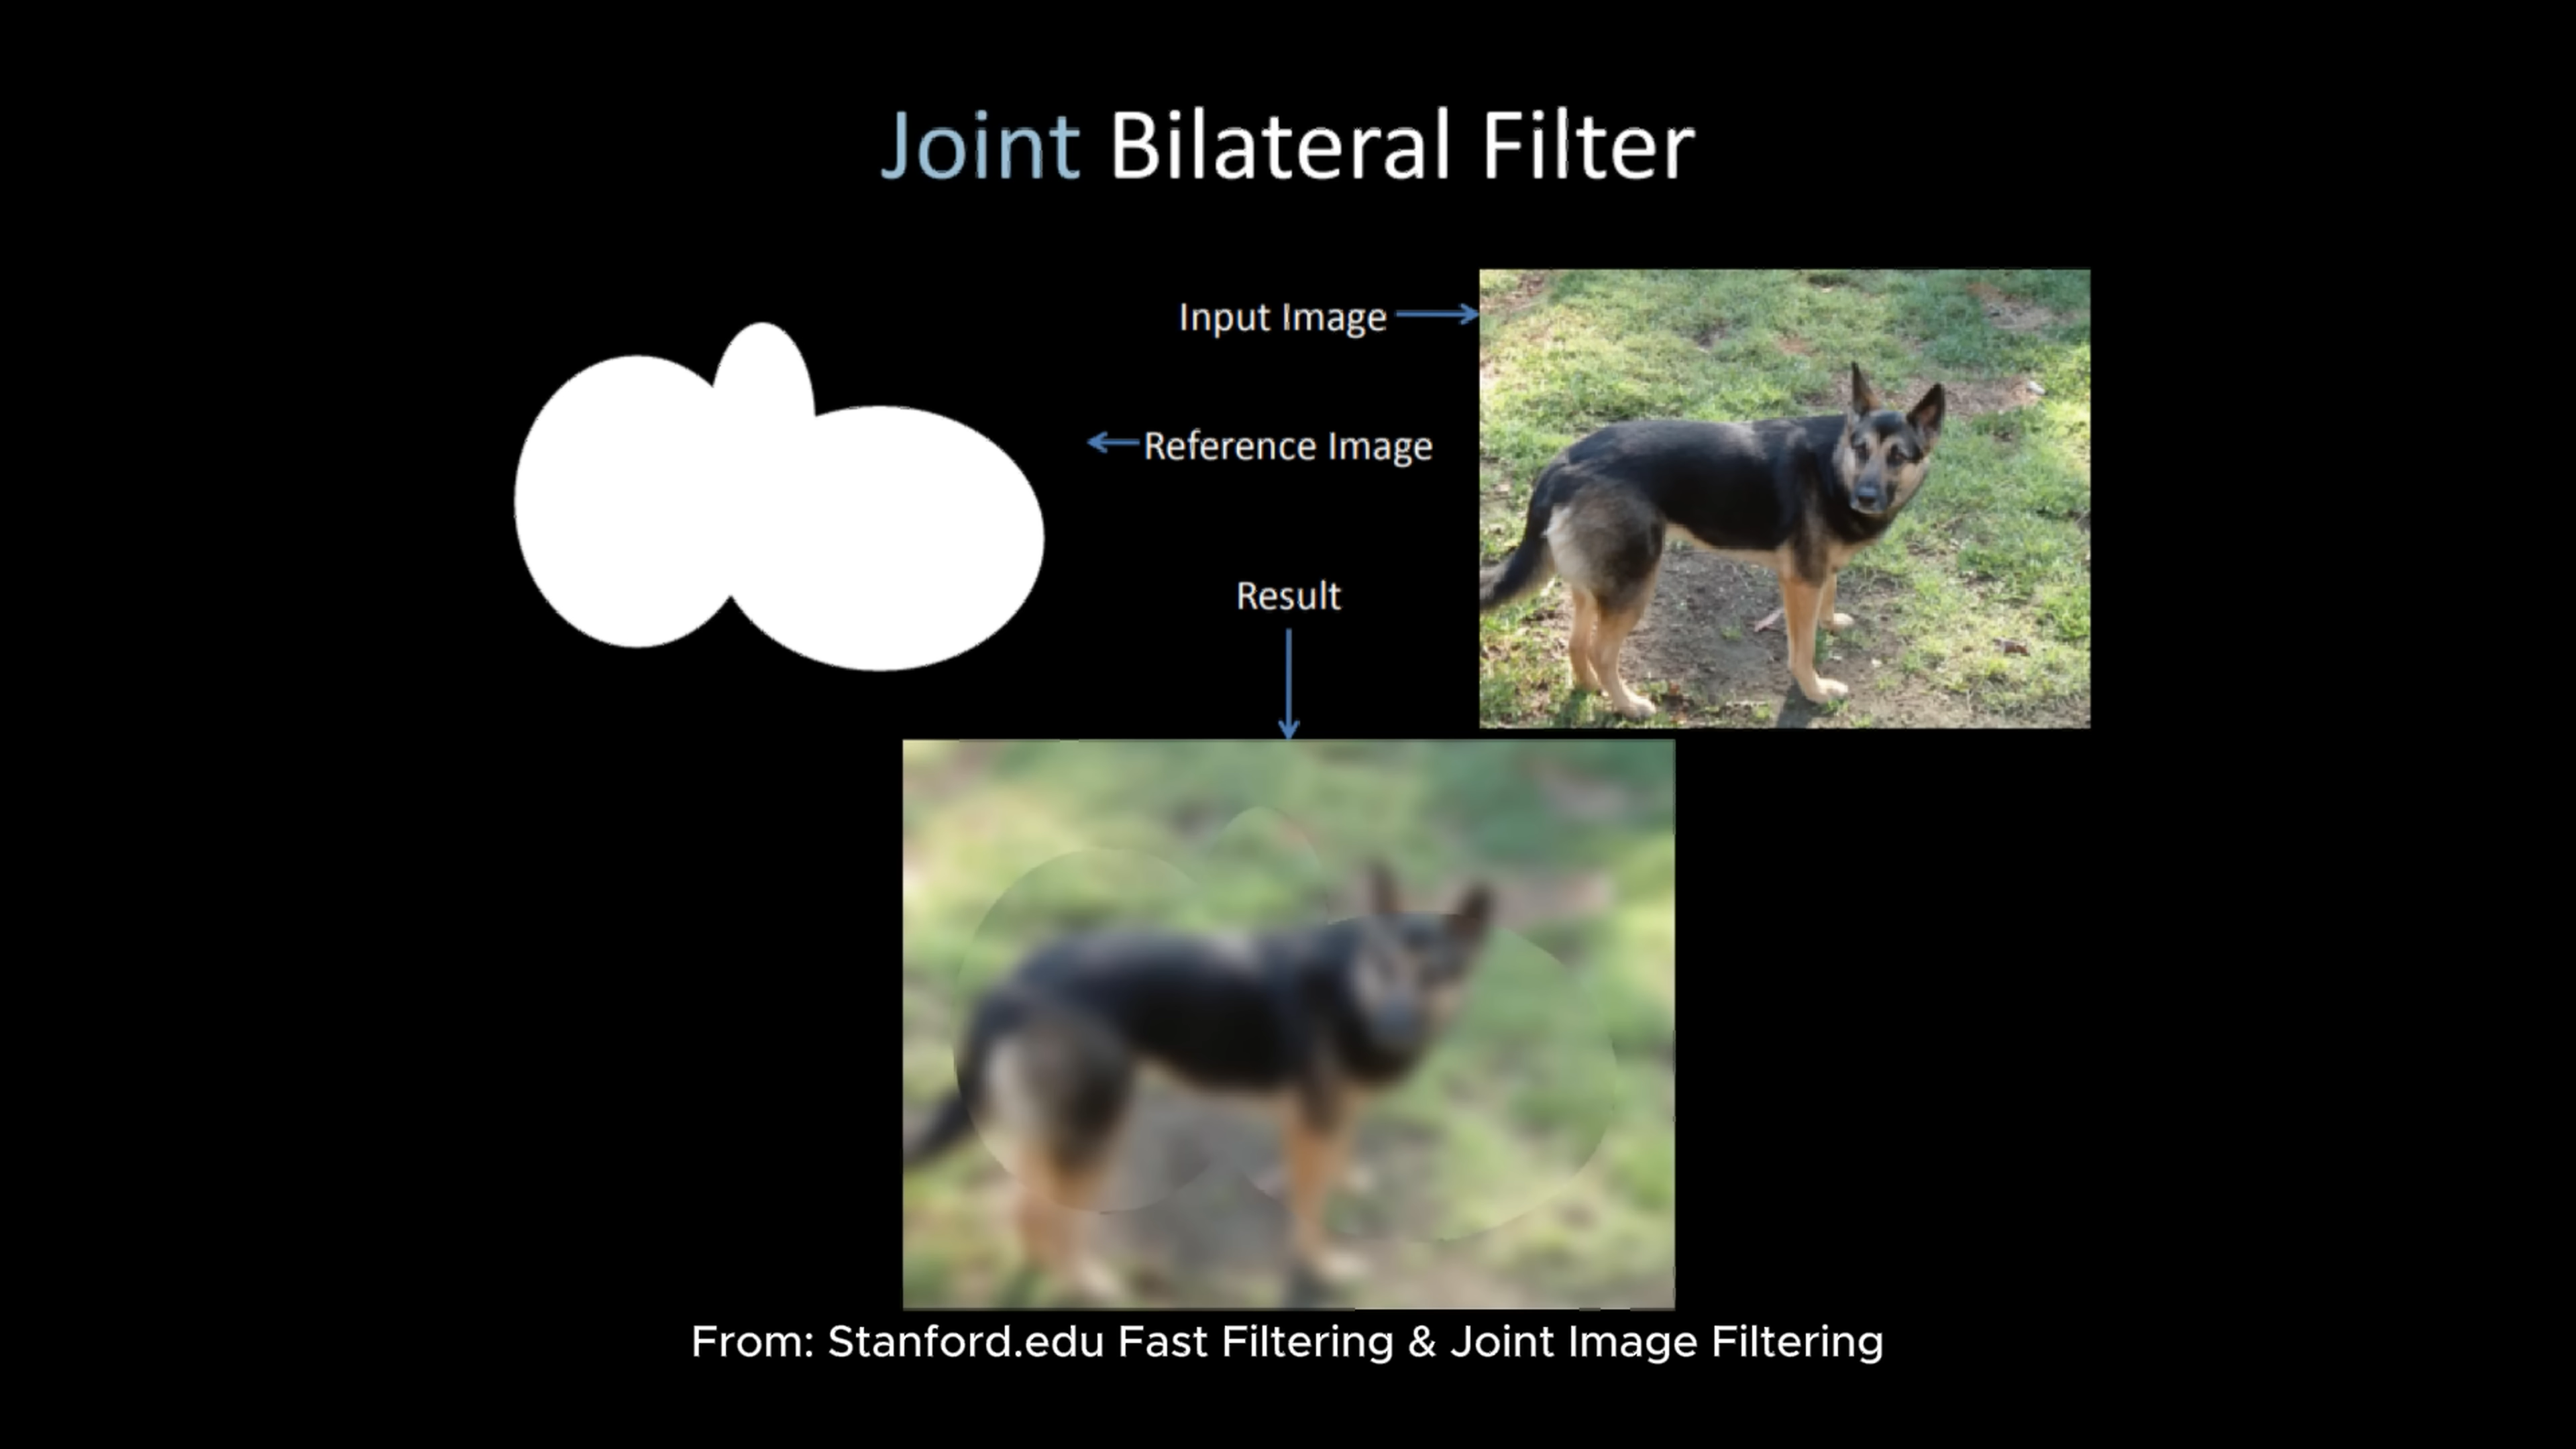 Joint Bilateral Filter
Input Image
Reference Image
Result
From: Stanford.edu Fast Filtering & Joint Image Filtering